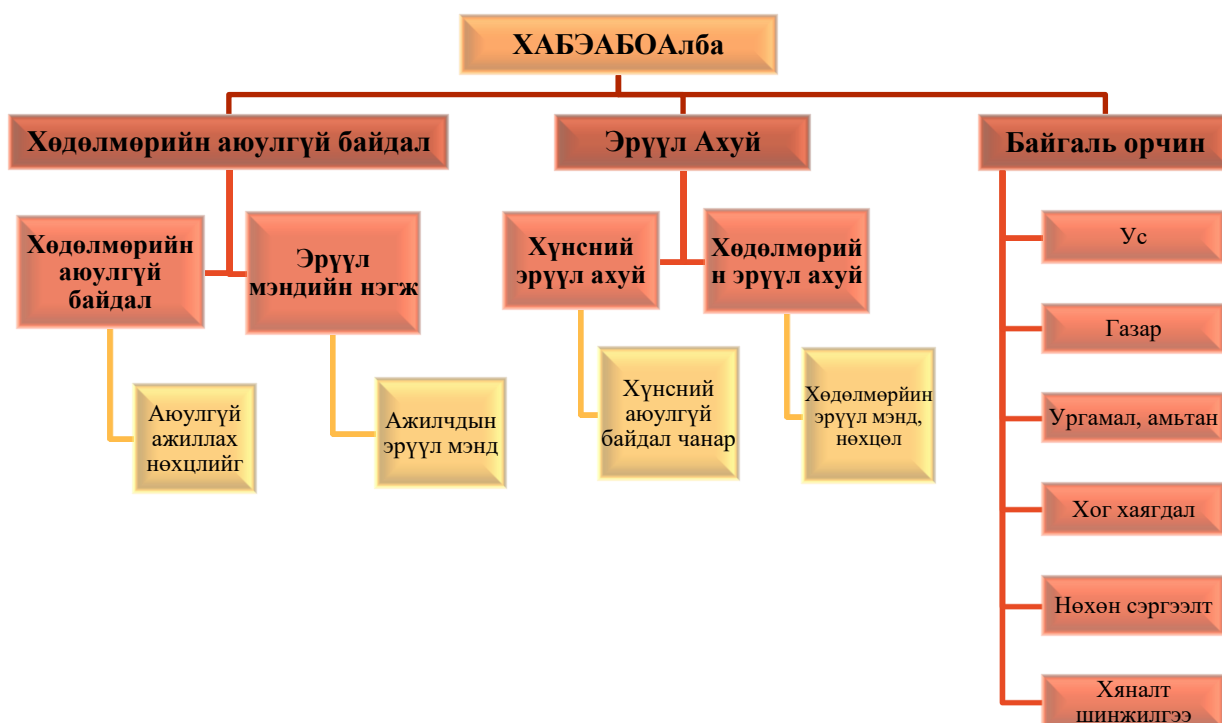 ХАБЭАБОАлба
Хөдөлмөрийн аюулгүй байдал
Эрүүл Ахуй
Байгаль орчин
Хөдөлмөрийн
аюулгүй
байдал
Эрүүл
мэндийн нэгж
Хүнсний
эрүүл ахуй
Хөдөлмөрий
н эрүүл ахуй
Аюулгүй
ажиллах
нөхцлийг
Ажилчдын
эрүүл мэнд
Хүнсний
аюулгүй
байдал чанар
Хөдөлмөрйин
эрүүл мэнд,
нөхцөл
Ус
Газар
Ургамал, амьтан
Хог хаягдал
Нөхөн сэргээлт
Хяналт
шинжилгээ